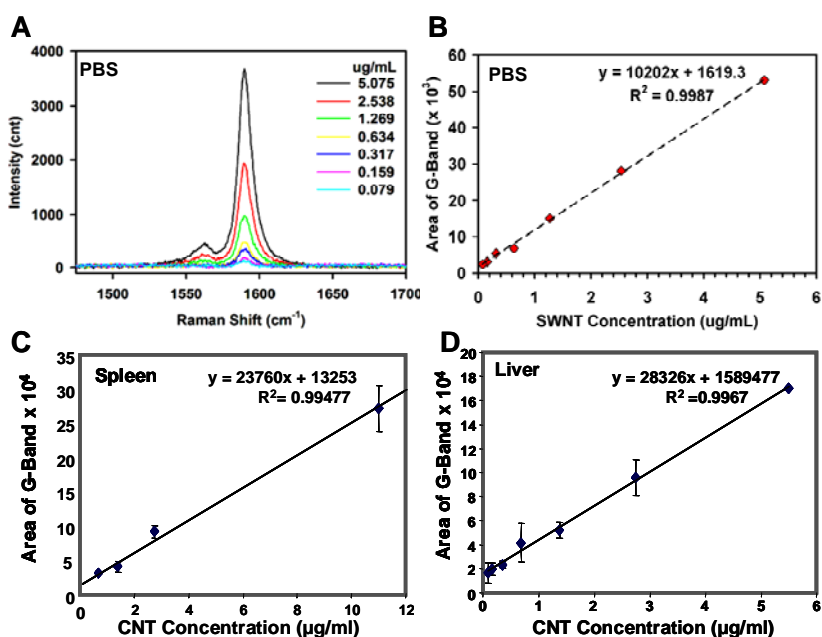 A
PBS
ug/mL
5.075
2.538
1.269
0.634
0.317
0.159
0.079
4000
3000
2000
1000
0
Intensity (cnt)
1500 1550 1600 1650 1700
Raman Shift (cm⁻¹)
B
PBS
y = 10202x + 1619.3
R² = 0.9987
60
50
40
30
20
10
0
Area of G-Band (x 10³)
0 1 2 3 4 5 6
SWNT Concentration (ug/mL)
C
Spleen
y = 23760x + 13253
R²= 0.99477
35
30
25
20
15
10
5
0
Area of G-Band x 10⁴
0 2 4 6 8 10 12
CNT Concentration (µg/ml)
D
Liver
y = 28326x + 1589477
R² =0.9967
20
18
16
14
12
10
8
6
4
2
0
Area of G-Band x 10⁴
0 1 2 3 4 5 6
CNT Concentration (µg/ml)